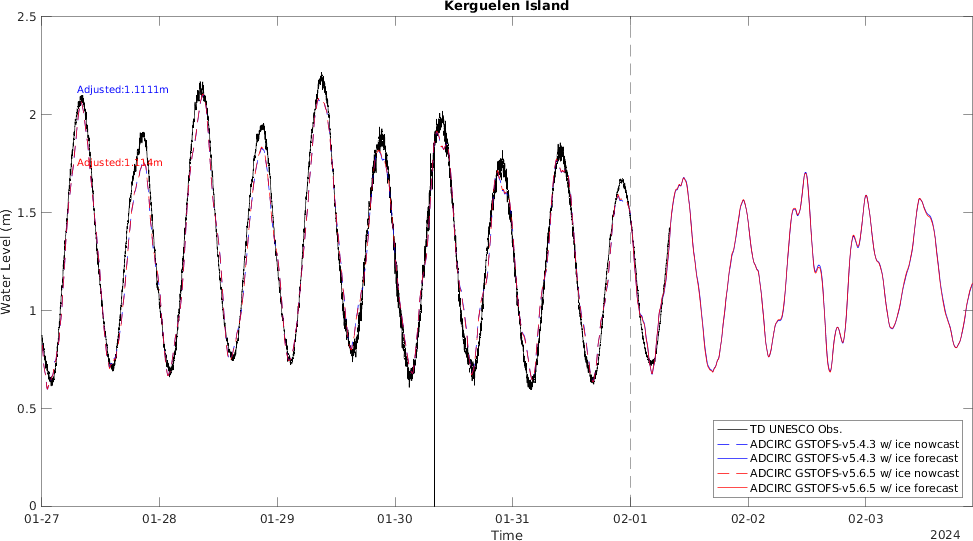 Kerguelen Island
2.5
2
1.5
1
0.5
0
Water Level (m)
Adjusted:1.1111m
Adjusted:1.114m
TD UNESCO Obs.
ADCIRC GSTOFS-v5.4.3 w/ ice nowcast
ADCIRC GSTOFS-v5.4.3 w/ ice forecast
ADCIRC GSTOFS-v5.6.5 w/ ice nowcast
ADCIRC GSTOFS-v5.6.5 w/ ice forecast
01-27 01-28 01-29 01-30 01-31 02-01 02-02 02-03
Time
2024